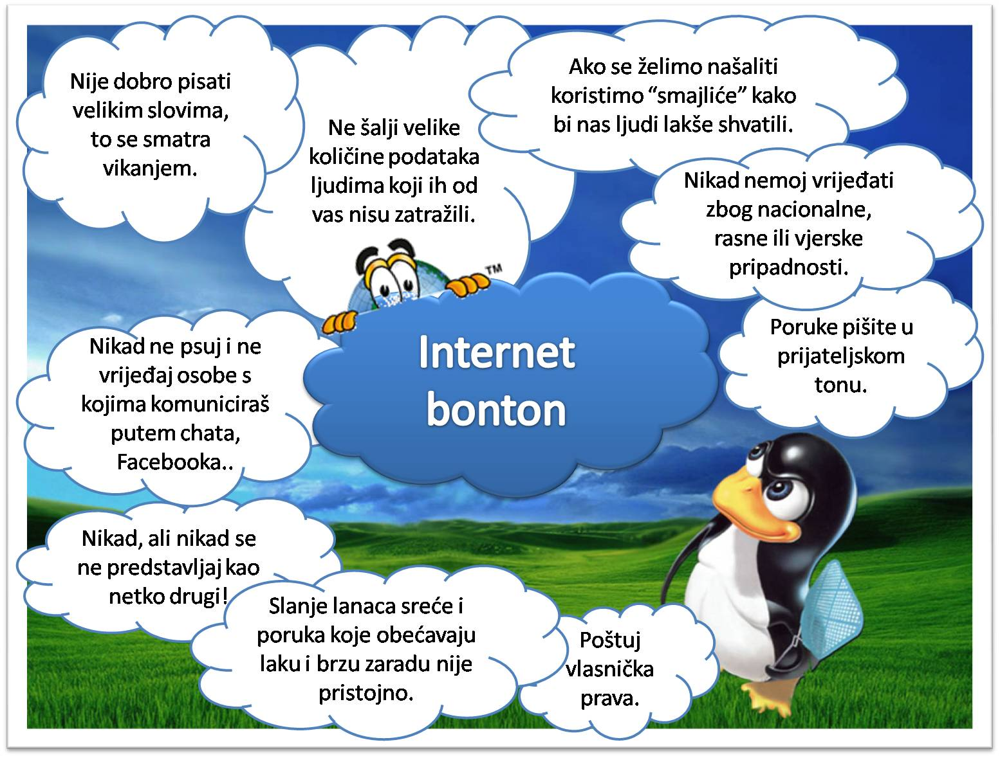 Nije dobro pisati
velikim slovima,
to se smatra
vikanjem.
Ne šalji velike
količine podataka
ljudima koji ih od
vas nisu zatražili.
Ako se želimo našaliti
koristimo “smajliće” kako
bi nas ljudi lakše shvatili.
Nikad nemoj vrijeđati
zbog nacionalne,
rasne ili vjerske
pripadnosti.
Poruke pišite u
prijateljskom
tonu.
TM
Internet
bonton
Nikad ne psuj i ne
vrijeđaj osobe s
kojima komuniciraš
putem chata,
Facebooka..
Nikad, ali nikad se
ne predstavljaj kao
netko drugi!
Slanje lanaca sreće i
poruka koje obećavaju
laku i brzu zaradu nije
pristojno.
Poštuj
vlasnička
prava.